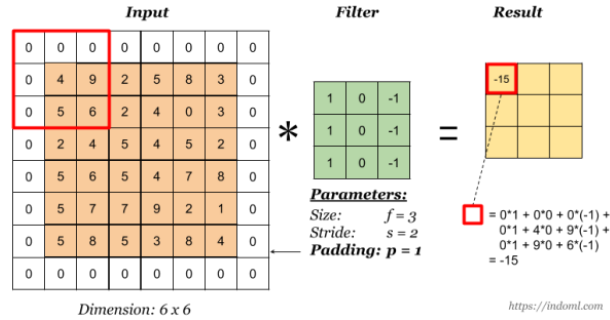 Input
Filter
Result
0 0 0 0 0 0 0 0
0 4 9 2 5 8 3 0
0 5 6 2 4 0 3 0
0 2 4 5 4 5 2 0
0 5 6 5 4 7 8 0
0 5 7 7 9 2 1 0
0 5 8 5 3 8 4 0
0 0 0 0 0 0 0 0
Dimension: 6 x 6
*
1 0 -1
1 0 -1
1 0 -1
Parameters:
Size: f = 3
Stride: s = 2
Padding: p = 1
=
-15
= 0*1 + 0*0 + 0*(-1) +
0*1 + 4*0 + 9*(-1) +
0*1 + 9*0 + 6*(-1)
= -15
https://indoml.com